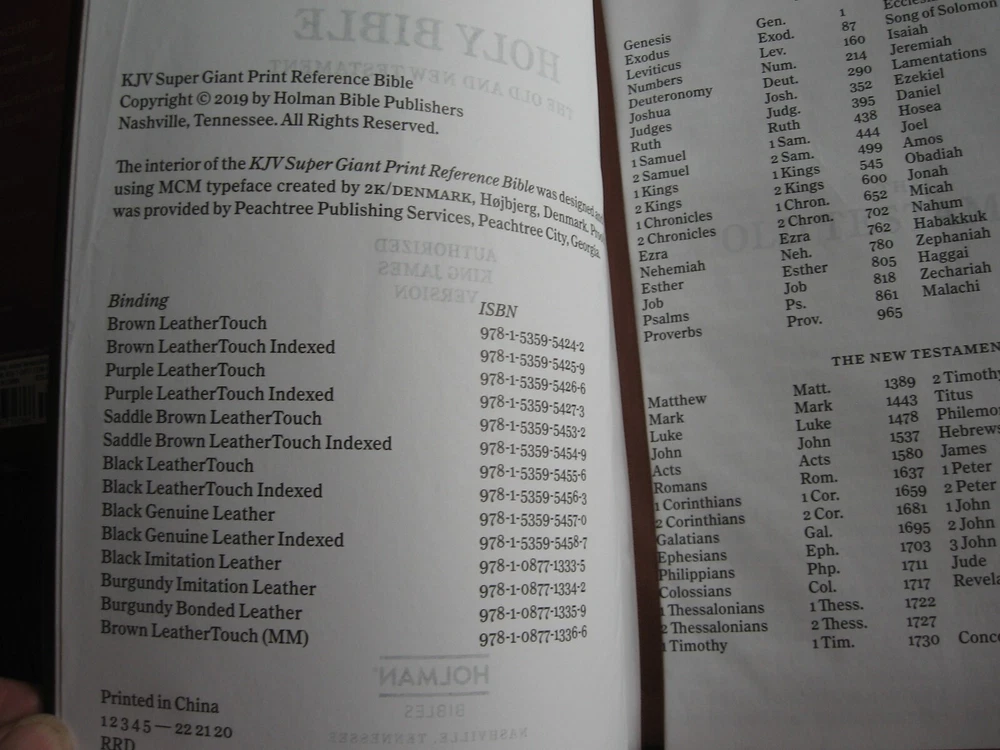 HOLY BIBLE
THE OLD AND NEW TESTAMENT
KJV Super Giant Print Reference Bible
Copyright © 2019 by Holman Bible Publishers
Nashville, Tennessee. All Rights Reserved.
The interior of the KJV Super Giant Print Reference Bible was designed and
using MCM typeface created by 2K/DENMARK, Højbjerg, Denmark.
was provided by Peachtree Publishing Services, Peachtree City, Georgia.
AUTHORIZED
KING JAMES
VERSION
Binding ISBN
Brown LeatherTouch 978-1-5359-5424-2
Brown LeatherTouch Indexed 978-1-5359-5425-9
Purple LeatherTouch 978-1-5359-5426-6
Purple LeatherTouch Indexed 978-1-5359-5427-3
Saddle Brown LeatherTouch 978-1-5359-5453-2
Saddle Brown LeatherTouch Indexed 978-1-5359-5454-9
Black LeatherTouch 978-1-5359-5455-6
Black LeatherTouch Indexed 978-1-5359-5456-3
Black Genuine Leather 978-1-5359-5457-0
Black Genuine Leather Indexed 978-1-5359-5458-7
Black Imitation Leather 978-1-0877-1333-5
Burgundy Imitation Leather 978-1-0877-1334-2
Burgundy Bonded Leather 978-1-0877-1335-9
Brown LeatherTouch (MM) 978-1-0877-1336-6
HOLMAN
BIBLES
NASHVILLE, TENNESSEE
Printed in China
1 2 3 4 5 — 22 21 20
RRD
Genesis Gen. 1 Eccles
Exodus Exod. 87 Song of Solomon
Leviticus Lev. 160 Isaiah
Numbers Num. 214 Jeremiah
Deuteronomy Deut. 290 Lamentations
Joshua Josh. 352 Ezekiel
Judges Judg. 395 Daniel
Ruth Ruth 438 Hosea
1 Samuel 1 Sam. 444 Joel
2 Samuel 2 Sam. 499 Amos
1 Kings 1 Kings 545 Obadiah
2 Kings 2 Kings 600 Jonah
1 Chronicles 1 Chron. 652 Micah
2 Chronicles 2 Chron. 702 Nahum
Ezra Ezra 762 Habakkuk
Nehemiah Neh. 780 Zephaniah
Esther Esther 805 Haggai
Job Job 818 Zechariah
Psalms Ps. 861 Malachi
Proverbs Prov. 965
THE NEW TESTAMEN
Matthew Matt. 1389 2 Timothy
Mark Mark 1443 Titus
Luke Luke 1478 Philemo
John John 1537 Hebrews
Acts Acts 1580 James
Romans Rom. 1637 1 Peter
1 Corinthians 1 Cor. 1659 2 Peter
2 Corinthians 2 Cor. 1681 1 John
Galatians Gal. 1695 2 John
Ephesians Eph. 1703 3 John
Philippians Php. 1711 Jude
Colossians Col. 1717 Revela
1 Thessalonians 1 Thess. 1722
2 Thessalonians 2 Thess. 1727
1 Timothy 1 Tim. 1730 Conc